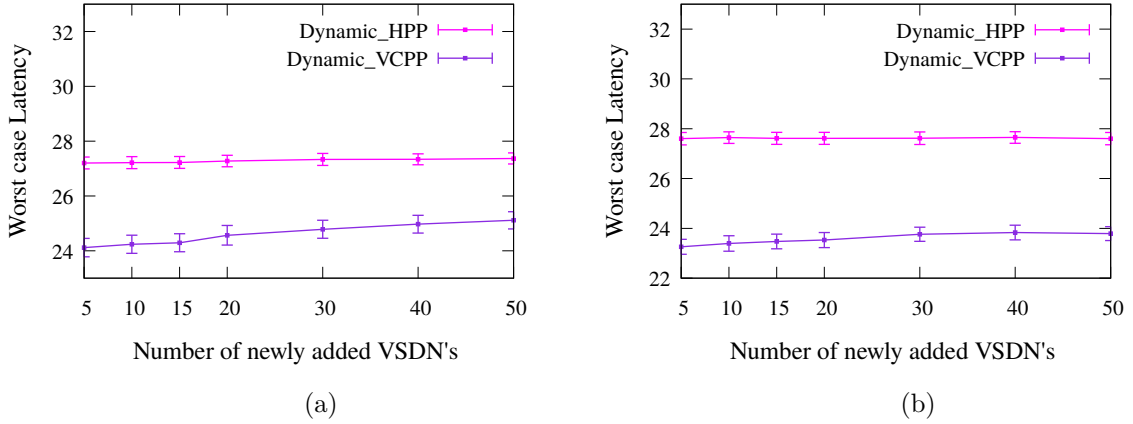 32
30
28
26
24
5 10 15 20 30 40 50
Worst case Latency
Number of newly added VSDN's
Dynamic_HPP
Dynamic_VCPP
(a)
32
30
28
26
24
22
5 10 15 20 30 40 50
Worst case Latency
Number of newly added VSDN's
Dynamic_HPP
Dynamic_VCPP
(b)